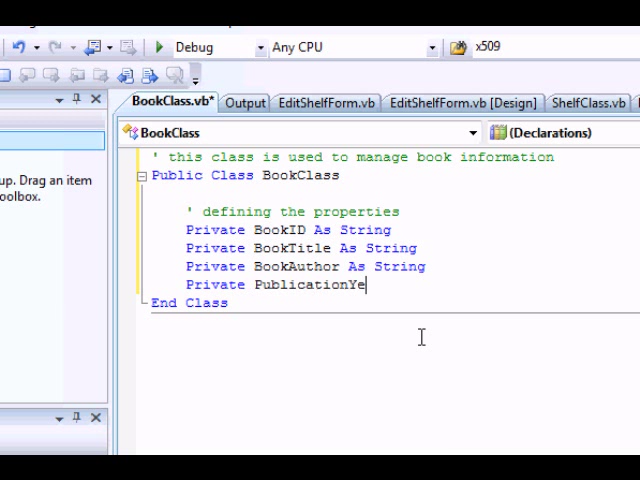 Debug Any CPU x509
BookClass.vb* Output EditShelfForm.vb EditShelfForm.vb [Design] ShelfClass.vb
BookClass (Declarations)
up. Drag an item
oolbox.
' this class is used to manage book information
Public Class BookClass
' defining the properties
Private BookID As String
Private BookTitle As String
Private BookAuthor As String
Private PublicationYe
End Class